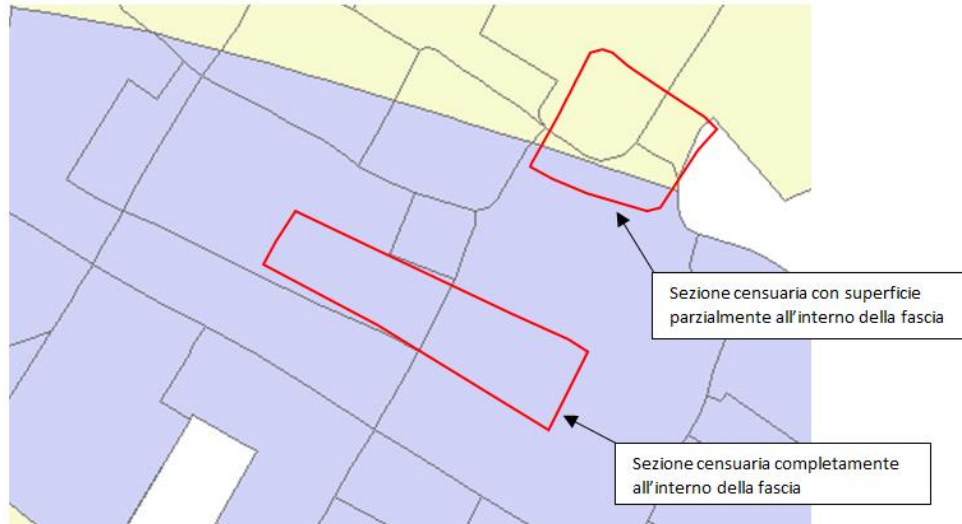 Sezione censuaria con superficie
parzialmente all’interno della fascia
Sezione censuaria completamente
all’interno della fascia